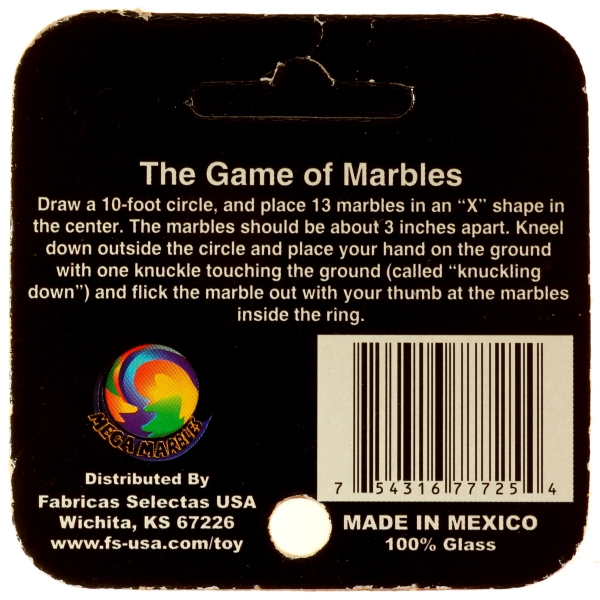 The Game of Marbles
Draw a 10-foot circle, and place 13 marbles in an “X” shape in
the center. The marbles should be about 3 inches apart. Kneel
down outside the circle and place your hand on the ground
with one knuckle touching the ground (called “knuckling
down”) and flick the marble out with your thumb at the marbles
inside the ring.
MEGA MARBLES
Distributed By
Fabricas Selectas USA
Wichita, KS 67226
www.fs-usa.com/toy
7 54316 77725 4
MADE IN MEXICO
100% Glass